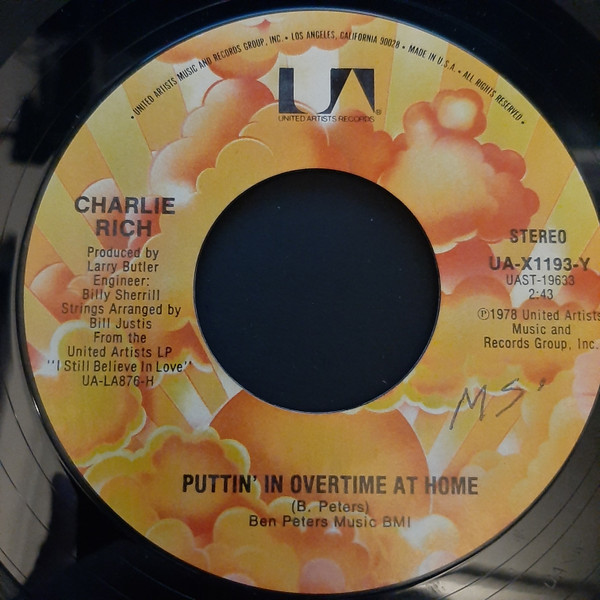 • UNITED ARTISTS MUSIC AND RECORDS GROUP, INC. • LOS ANGELES, CALIFORNIA 90028 • MADE IN U.S.A. • ALL RIGHTS RESERVED •
UA
UNITED ARTISTS RECORDS
CHARLIE
RICH
Produced by
Larry Butler
Engineer:
Billy Sherrill
Strings Arranged by
Bill Justis
From the
United Artists LP
"I Still Believe In Love"
UA-LA876-H
STEREO
UA-X1193-Y
UAST-19633
2:43
Ⓟ1978 United Artists
Music and
Records Group, Inc.
MS
PUTTIN' IN OVERTIME AT HOME
(B. Peters)
Ben Peters Music BMI